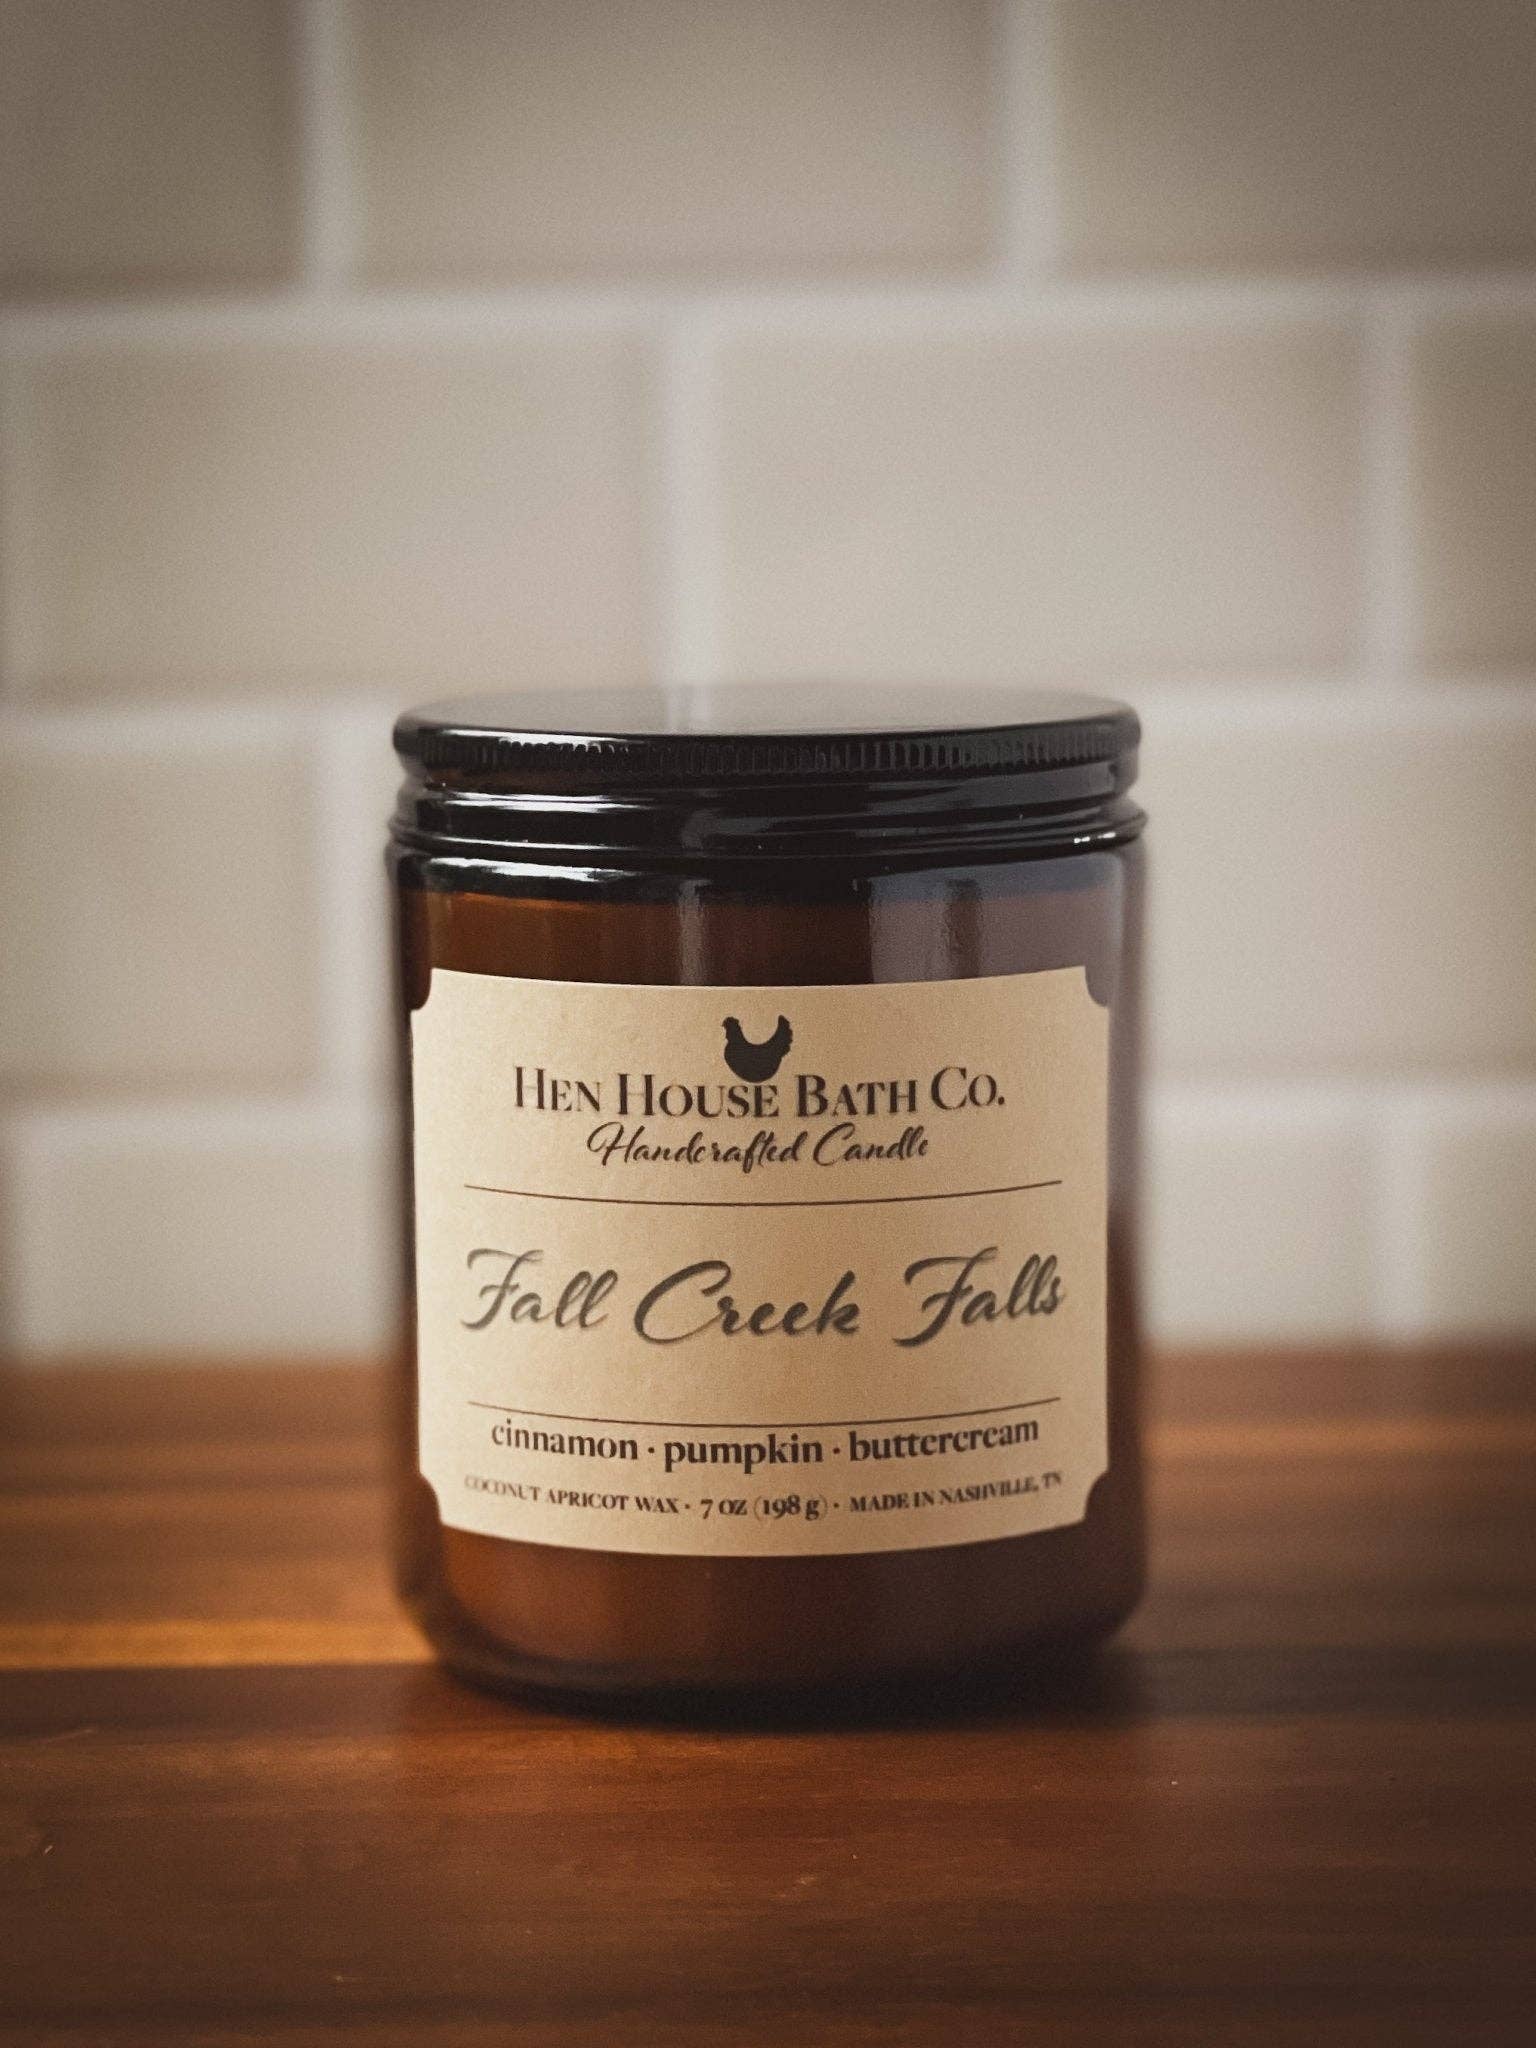 Hen House Bath Co.
Handcrafted Candle
Fall Creek Falls
cinnamon · pumpkin · buttercream
COCONUT APRICOT WAX · 7 OZ (198 g) · MADE IN NASHVILLE, TN